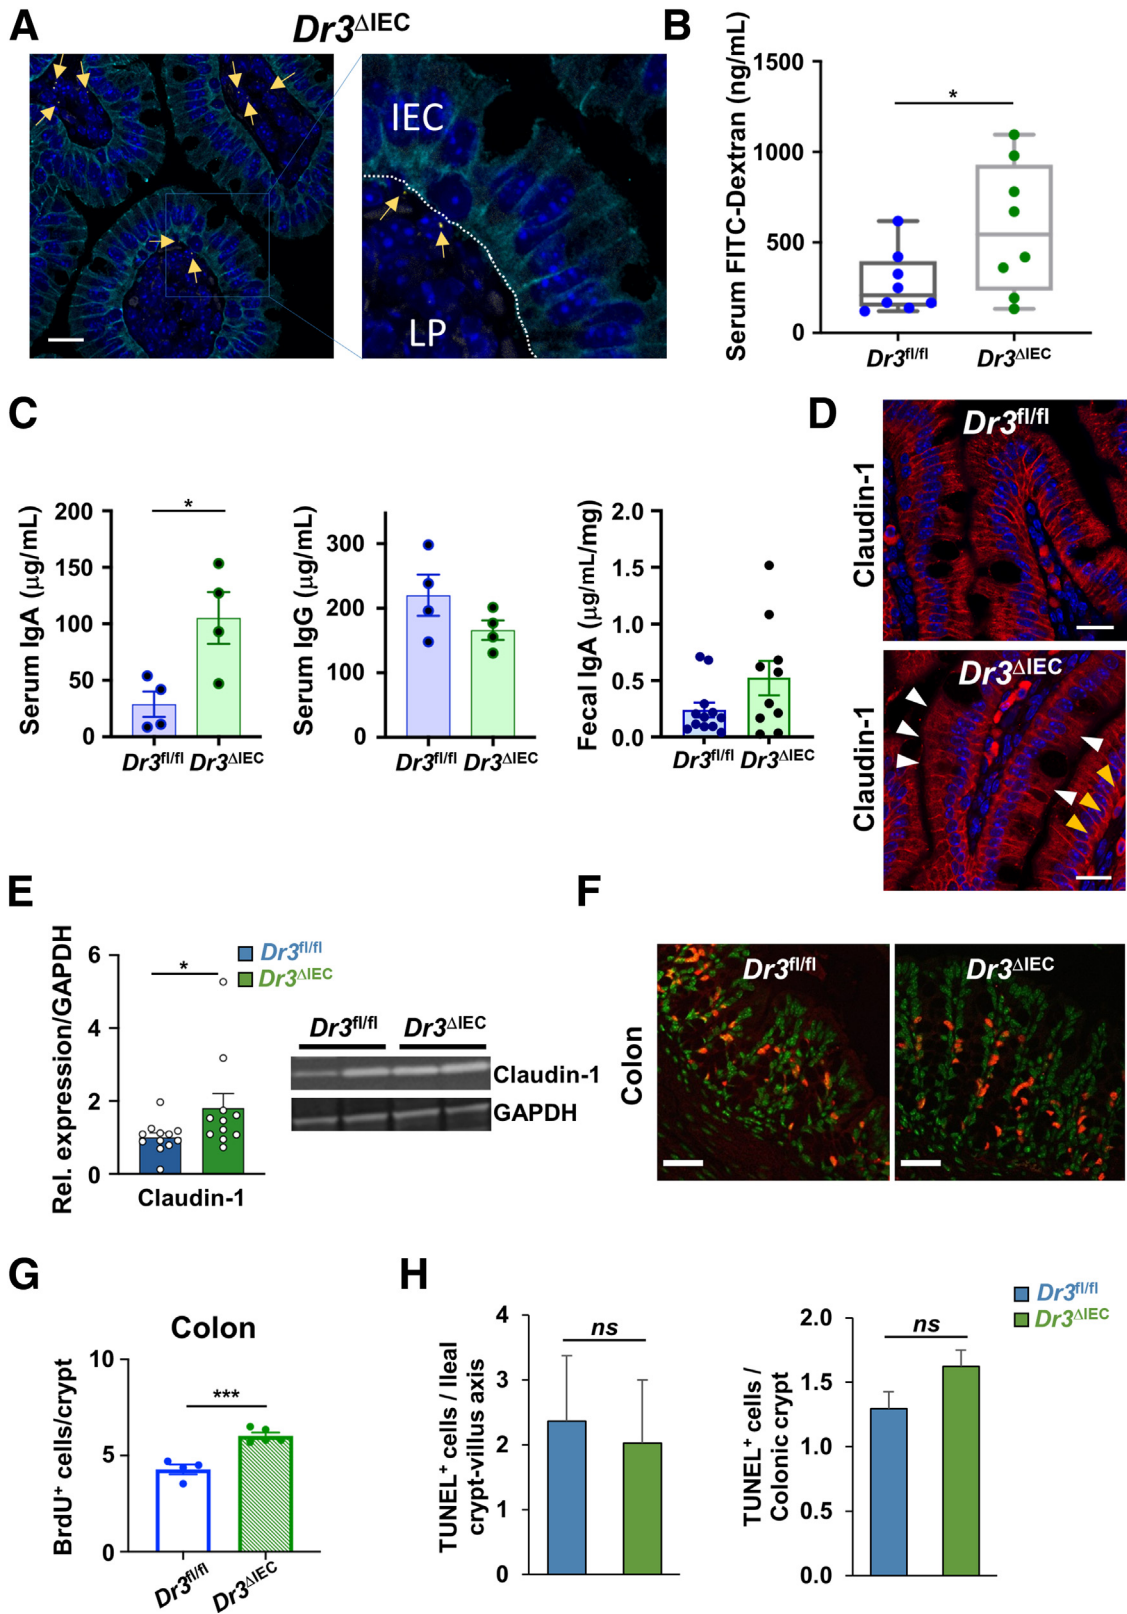 A
Dr3ΔIEC
IEC
LP
B
Serum FITC-Dextran (ng/mL)
1500
1000
500
0
*
Dr3fl/fl
Dr3ΔIEC
C
Serum IgA (μg/mL)
200
150
100
50
0
*
Dr3fl/fl Dr3ΔIEC
Serum IgG (μg/mL)
300
200
100
0
Dr3fl/fl Dr3ΔIEC
Fecal IgA (μg/mL/mg)
2.0
1.5
1.0
0.5
0.0
Dr3fl/fl Dr3ΔIEC
D
Claudin-1
Dr3fl/fl
Claudin-1
Dr3ΔIEC
E
Rel. expression/GAPDH
6
4
2
0
*
Claudin-1
Dr3fl/fl
Dr3ΔIEC
Dr3fl/fl Dr3ΔIEC
Claudin-1
GAPDH
F
Colon
Dr3fl/fl
Dr3ΔIEC
G
Colon
BrdU+ cells/crypt
10
5
0
***
Dr3fl/fl
Dr3ΔIEC
H
TUNEL+ cells / Ileal
crypt-villus axis
4
3
2
1
0
ns
TUNEL+ cells /
Colonic crypt
2.0
1.5
1.0
0.5
0.0
ns
Dr3fl/fl
Dr3ΔIEC